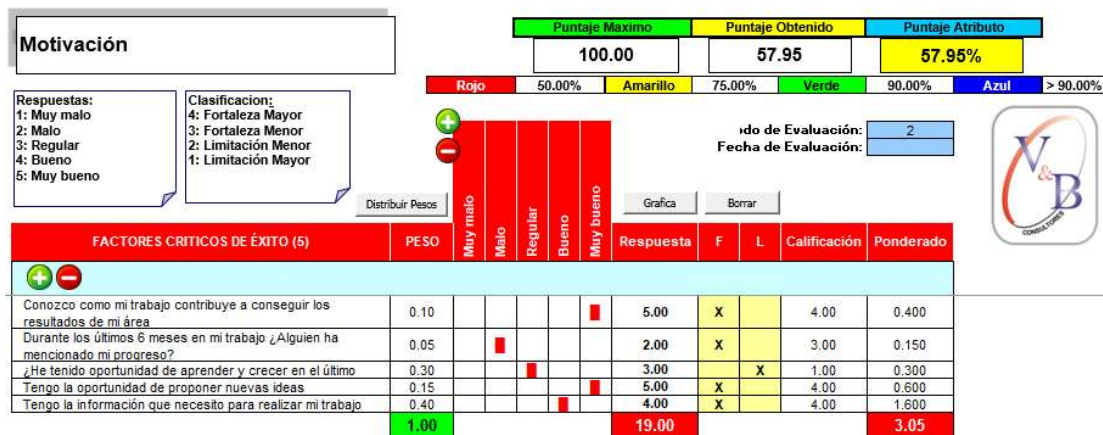 Motivación
Puntaje Maximo Puntaje Obtenido Puntaje Atributo
100.00 57.95 57.95%
Rojo 50.00% Amarillo 75.00% Verde 90.00% Azul > 90.00%
Respuestas:
1: Muy malo
2: Malo
3: Regular
4: Bueno
5: Muy bueno
Clasificacion:
4: Fortaleza Mayor
3: Fortaleza Menor
2: Limitación Menor
1: Limitación Mayor
do de Evaluación: 2
Fecha de Evaluación:
V&B
CONSULTORES
Distribuir Pesos Grafica Borrar
FACTORES CRITICOS DE ÉXITO (5) PESO Muy malo Malo Regular Bueno Muy bueno Respuesta F L Calificación Ponderado
Conozco como mi trabajo contribuye a conseguir los
resultados de mi área 0.10 5.00 X 4.00 0.400
Durante los últimos 6 meses en mi trabajo ¿Alguien ha
mencionado mi progreso? 0.05 2.00 X 3.00 0.150
¿He tenido oportunidad de aprender y crecer en el último 0.30 3.00 X 1.00 0.300
Tengo la oportunidad de proponer nuevas ideas 0.15 5.00 X 4.00 0.600
Tengo la información que necesito para realizar mi trabajo 0.40 4.00 X 4.00 1.600
1.00 19.00 3.05